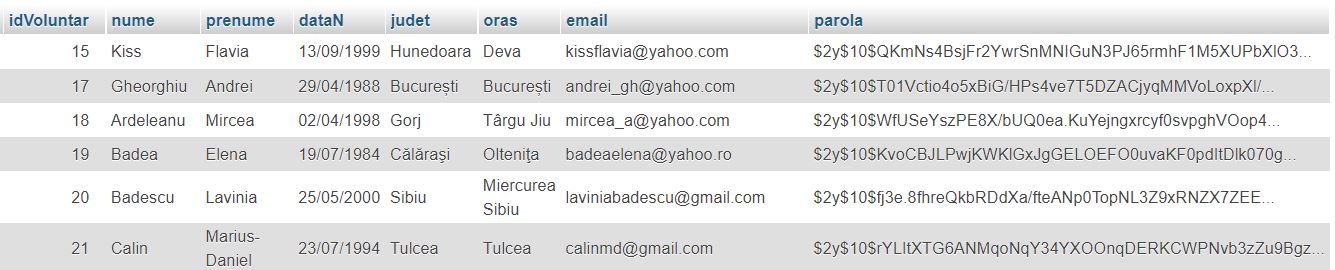 idVoluntar nume prenume dataN judet oras email parola
15 Kiss Flavia 13/09/1999 Hunedoara Deva kissflavia@yahoo.com $2y$10$QKmNs4BsjFr2YwrSnMNIGuN3PJ65rmhF1M5XUPbXlO3...
17 Gheorghiu Andrei 29/04/1988 București București andrei_gh@yahoo.com $2y$10$T01Vctio4o5xBiG/HPs4ve7T5DZACjyqMMVoLoxpXl/...
18 Ardeleanu Mircea 02/04/1998 Gorj Târgu Jiu mircea_a@yahoo.com $2y$10$WfUSeYszPE8X/bUQ0ea.KuYejngxrcyf0svpghVOop4...
19 Badea Elena 19/07/1984 Călăraşi Olteniţa badeaelena@yahoo.ro $2y$10$KvoCBJLPwjKWKlGxJgGELOEFO0uvaKF0pdltDlk070g...
20 Badescu Lavinia 25/05/2000 Sibiu Miercurea Sibiu laviniabadescu@gmail.com $2y$10$fj3e.8fhreQkbRDdXa/fteANp0TopNL3Z9xRNZX7ZEE...
21 Calin Marius-Daniel 23/07/1994 Tulcea Tulcea calinmd@gmail.com $2y$10$rYLltXTG6ANMqoNqY34YXOOnqDERKCWPNvb3zZu9Bgz...